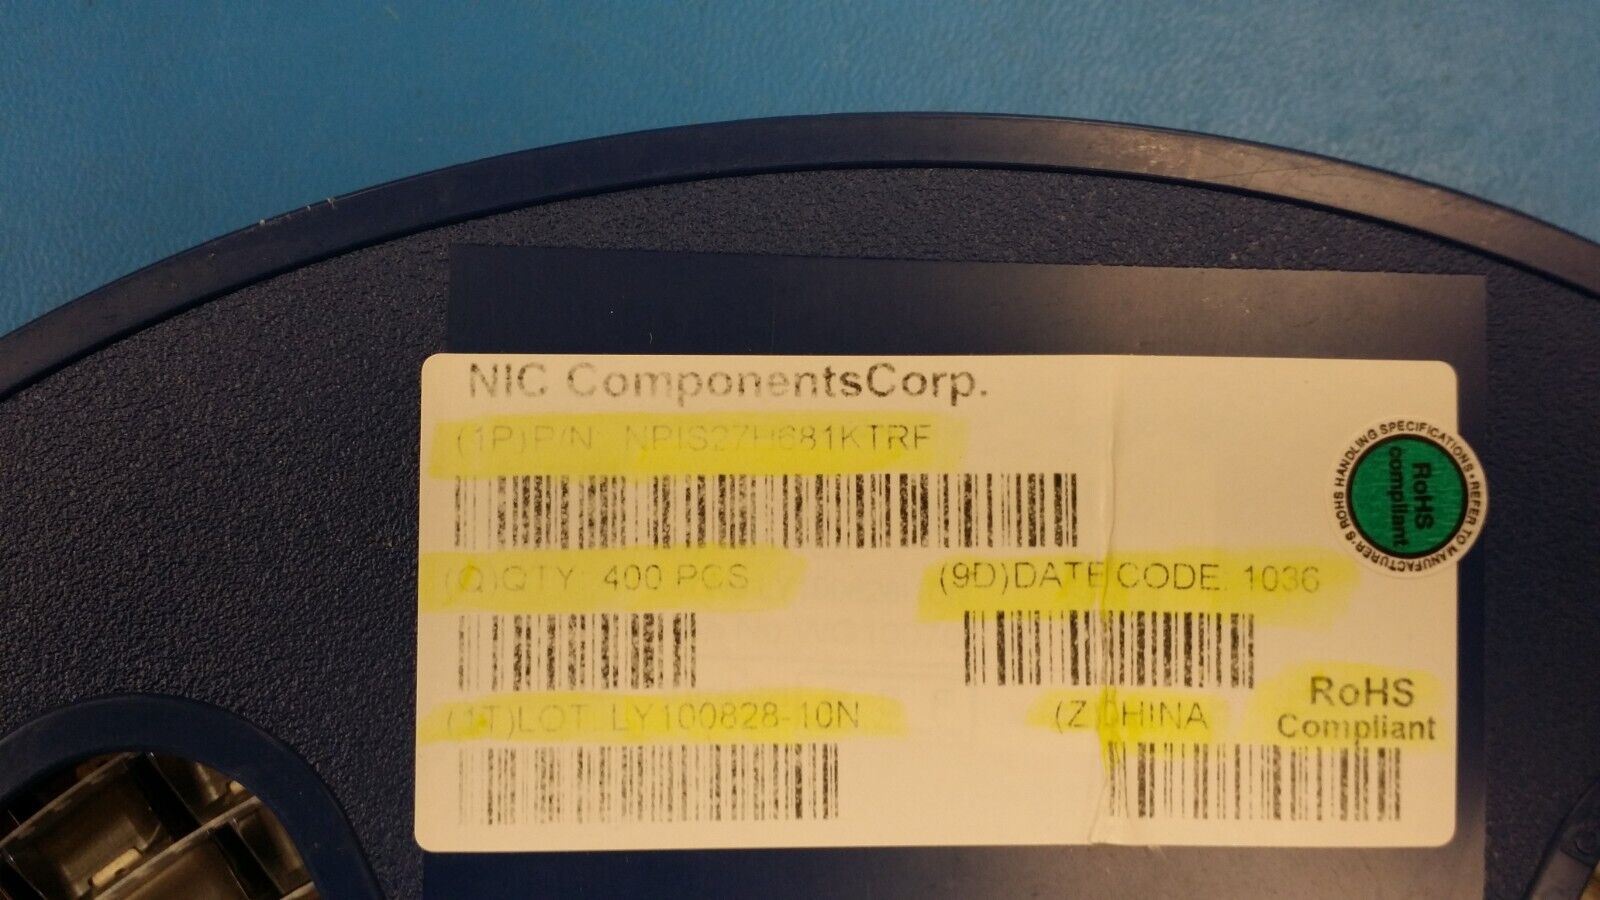 NIC ComponentsCorp.
(1P)P/N: NPIS27H681KTRF
(Q)QTY: 400 PCS
(9D)DATE CODE: 1036
(1T)LOT: LY100828-10N
(Z)CHINA
RoHS
Compliant
RoHS
compliant
MANUFACTURER'S ROHS HANDLING SPECIFICATIONS • REFER TO